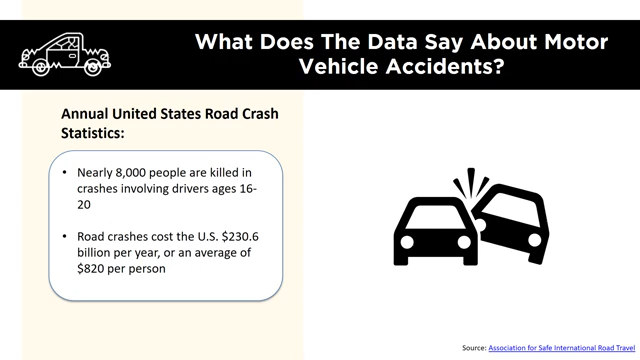 What Does The Data Say About Motor
Vehicle Accidents?
Annual United States Road Crash
Statistics:
• Nearly 8,000 people are killed in
crashes involving drivers ages 16-
20
• Road crashes cost the U.S. $230.6
billion per year, or an average of
$820 per person
Source: Association for Safe International Road Travel